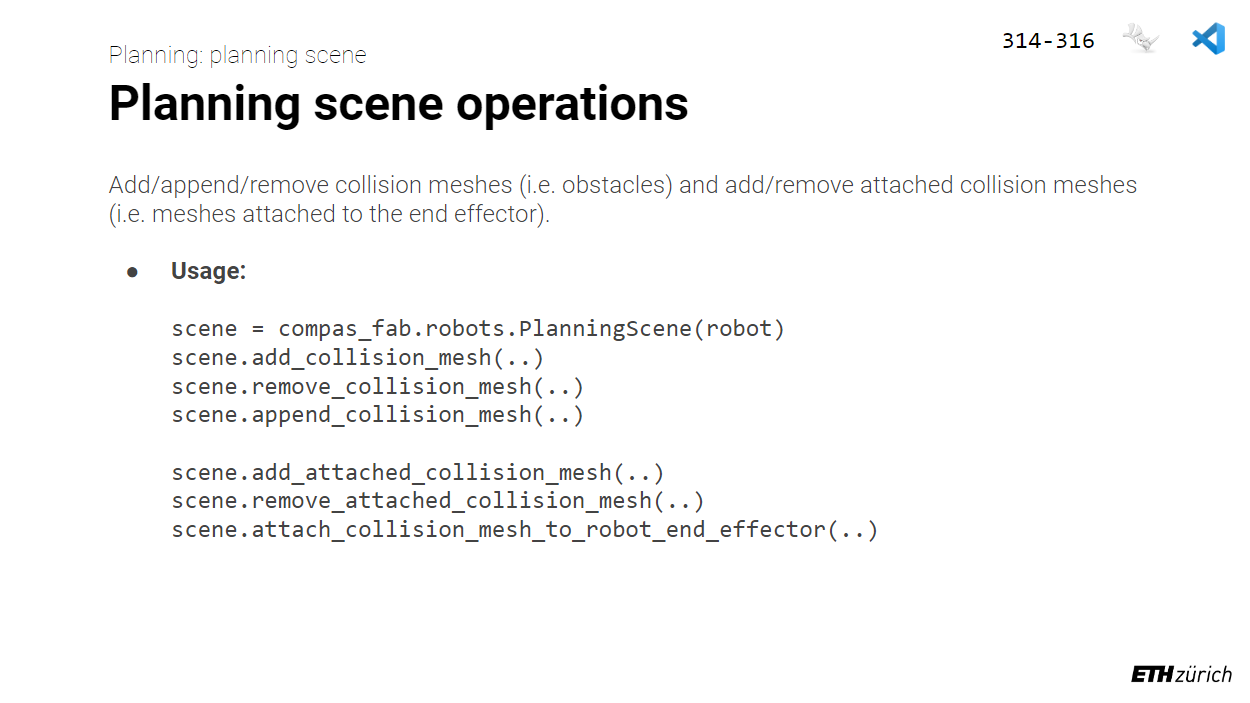 314-316
Planning: planning scene
Planning scene operations
Add/append/remove collision meshes (i.e. obstacles) and add/remove attached collision meshes
(i.e. meshes attached to the end effector).
● Usage:
scene = compas_fab.robots.PlanningScene(robot)
scene.add_collision_mesh(..)
scene.remove_collision_mesh(..)
scene.append_collision_mesh(..)
scene.add_attached_collision_mesh(..)
scene.remove_attached_collision_mesh(..)
scene.attach_collision_mesh_to_robot_end_effector(..)
ETH zürich